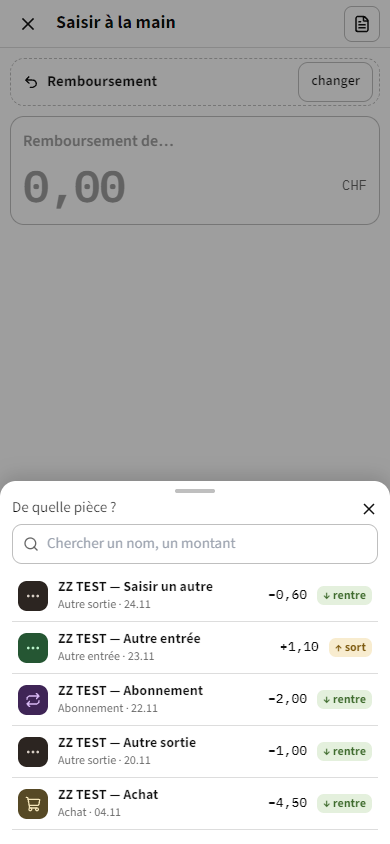 Saisir à la main
Remboursement
changer
Remboursement de…
0,00
CHF
De quelle pièce ?
Chercher un nom, un montant
ZZ TEST — Saisir un autre
Autre sortie · 24.11
−0,60
↓ rentre
ZZ TEST — Autre entrée
Autre entrée · 23.11
+1,10
↑ sort
ZZ TEST — Abonnement
Abonnement · 22.11
−2,00
↓ rentre
ZZ TEST — Autre sortie
Autre sortie · 20.11
−1,00
↓ rentre
ZZ TEST — Achat
Achat · 04.11
−4,50
↓ rentre